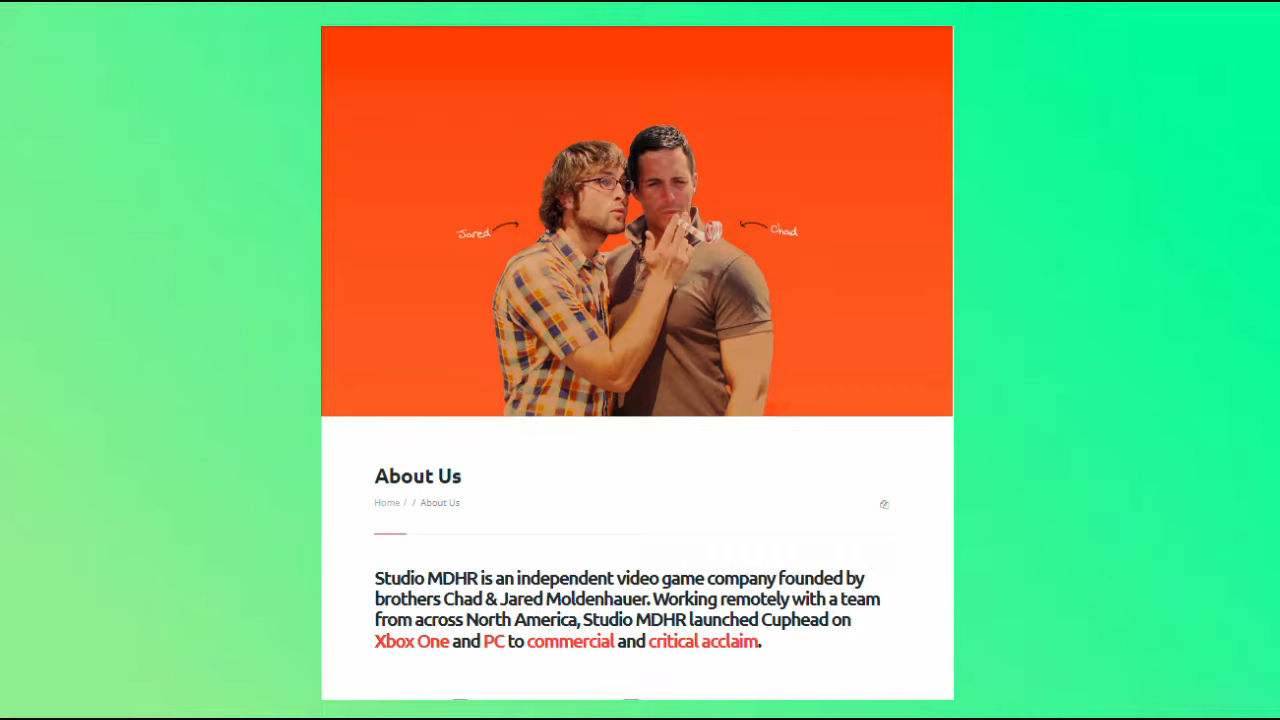 Jared
Chad
About Us
Home / / About Us
Studio MDHR is an independent video game company founded by
brothers Chad & Jared Moldenhauer. Working remotely with a team
from across North America, Studio MDHR launched Cuphead on
Xbox One and PC to commercial and critical acclaim.